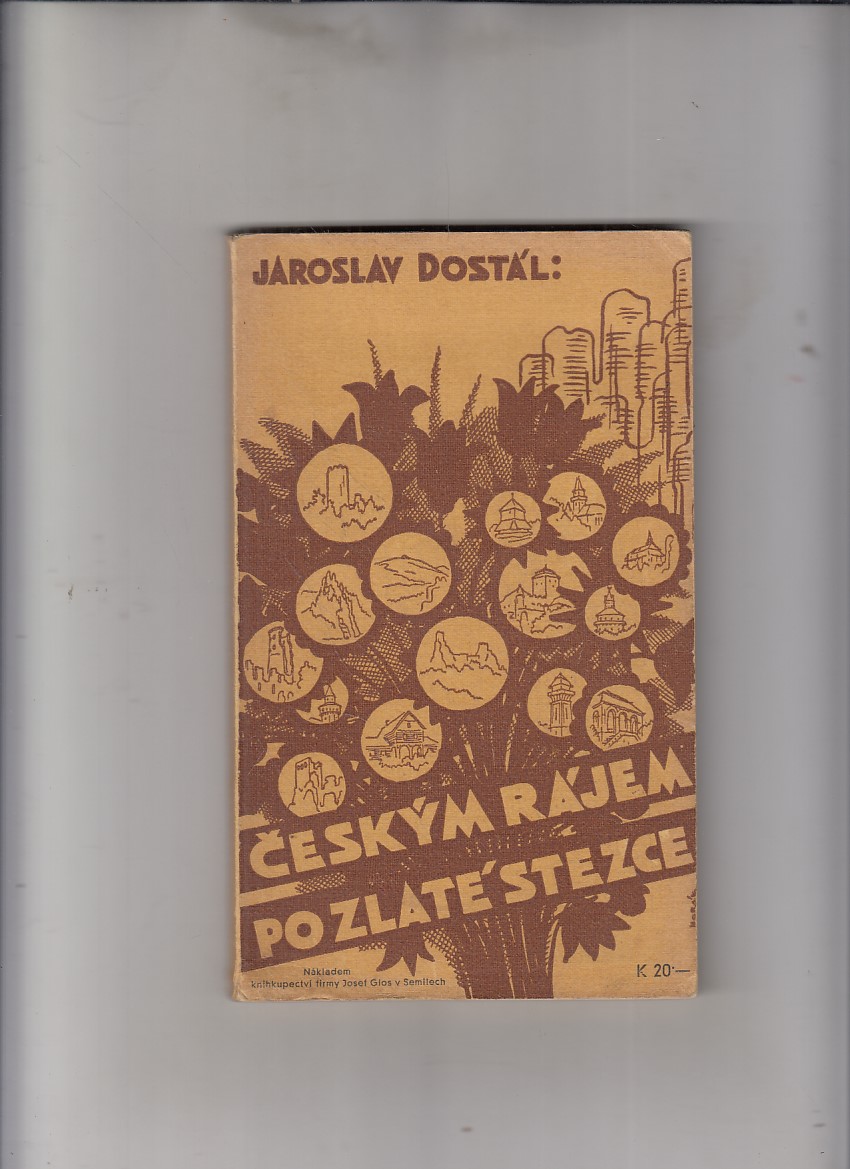 JAROSLAV DOSTÁL:
ČESKÝM RÁJEM
PO ZLATÉ STEZCE
Nákladem
knihkupectví firmy Josef Glos v Semilech
K 20·—